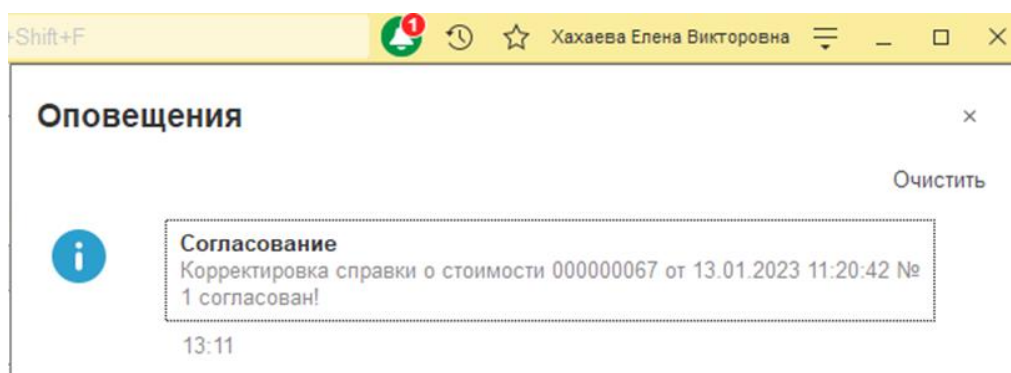 +Shift+F
1
Хахаева Елена Викторовна
Оповещения
Очистить
Согласование
Корректировка справки о стоимости 000000067 от 13.01.2023 11:20:42 №
1 согласован!
13:11